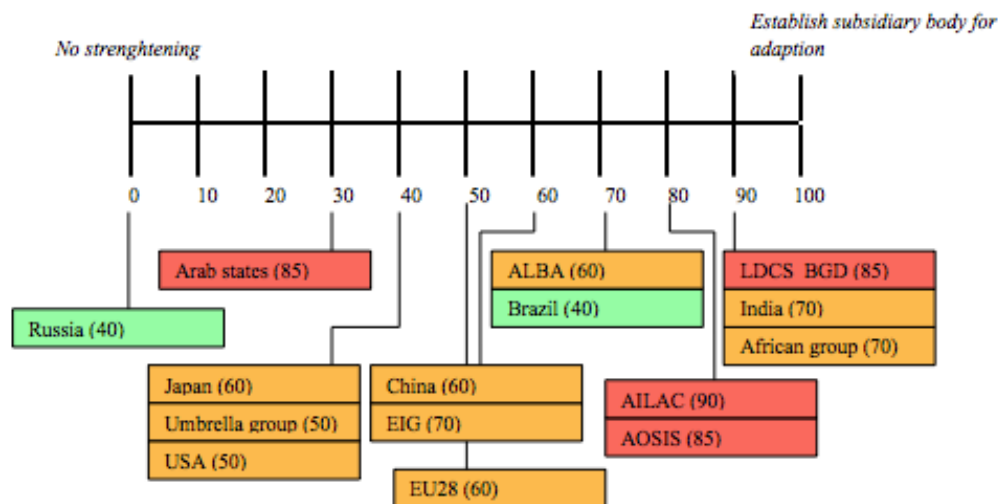 Establish subsidiary body for
adaption
No strenghtening
0 10 20 30 40 50 60 70 80 90 100
Arab states (85)
ALBA (60)
LDCS BGD (85)
Russia (40)
Brazil (40)
India (70)
African group (70)
Japan (60)
China (60)
AILAC (90)
Umbrella group (50)
EIG (70)
AOSIS (85)
USA (50)
EU28 (60)